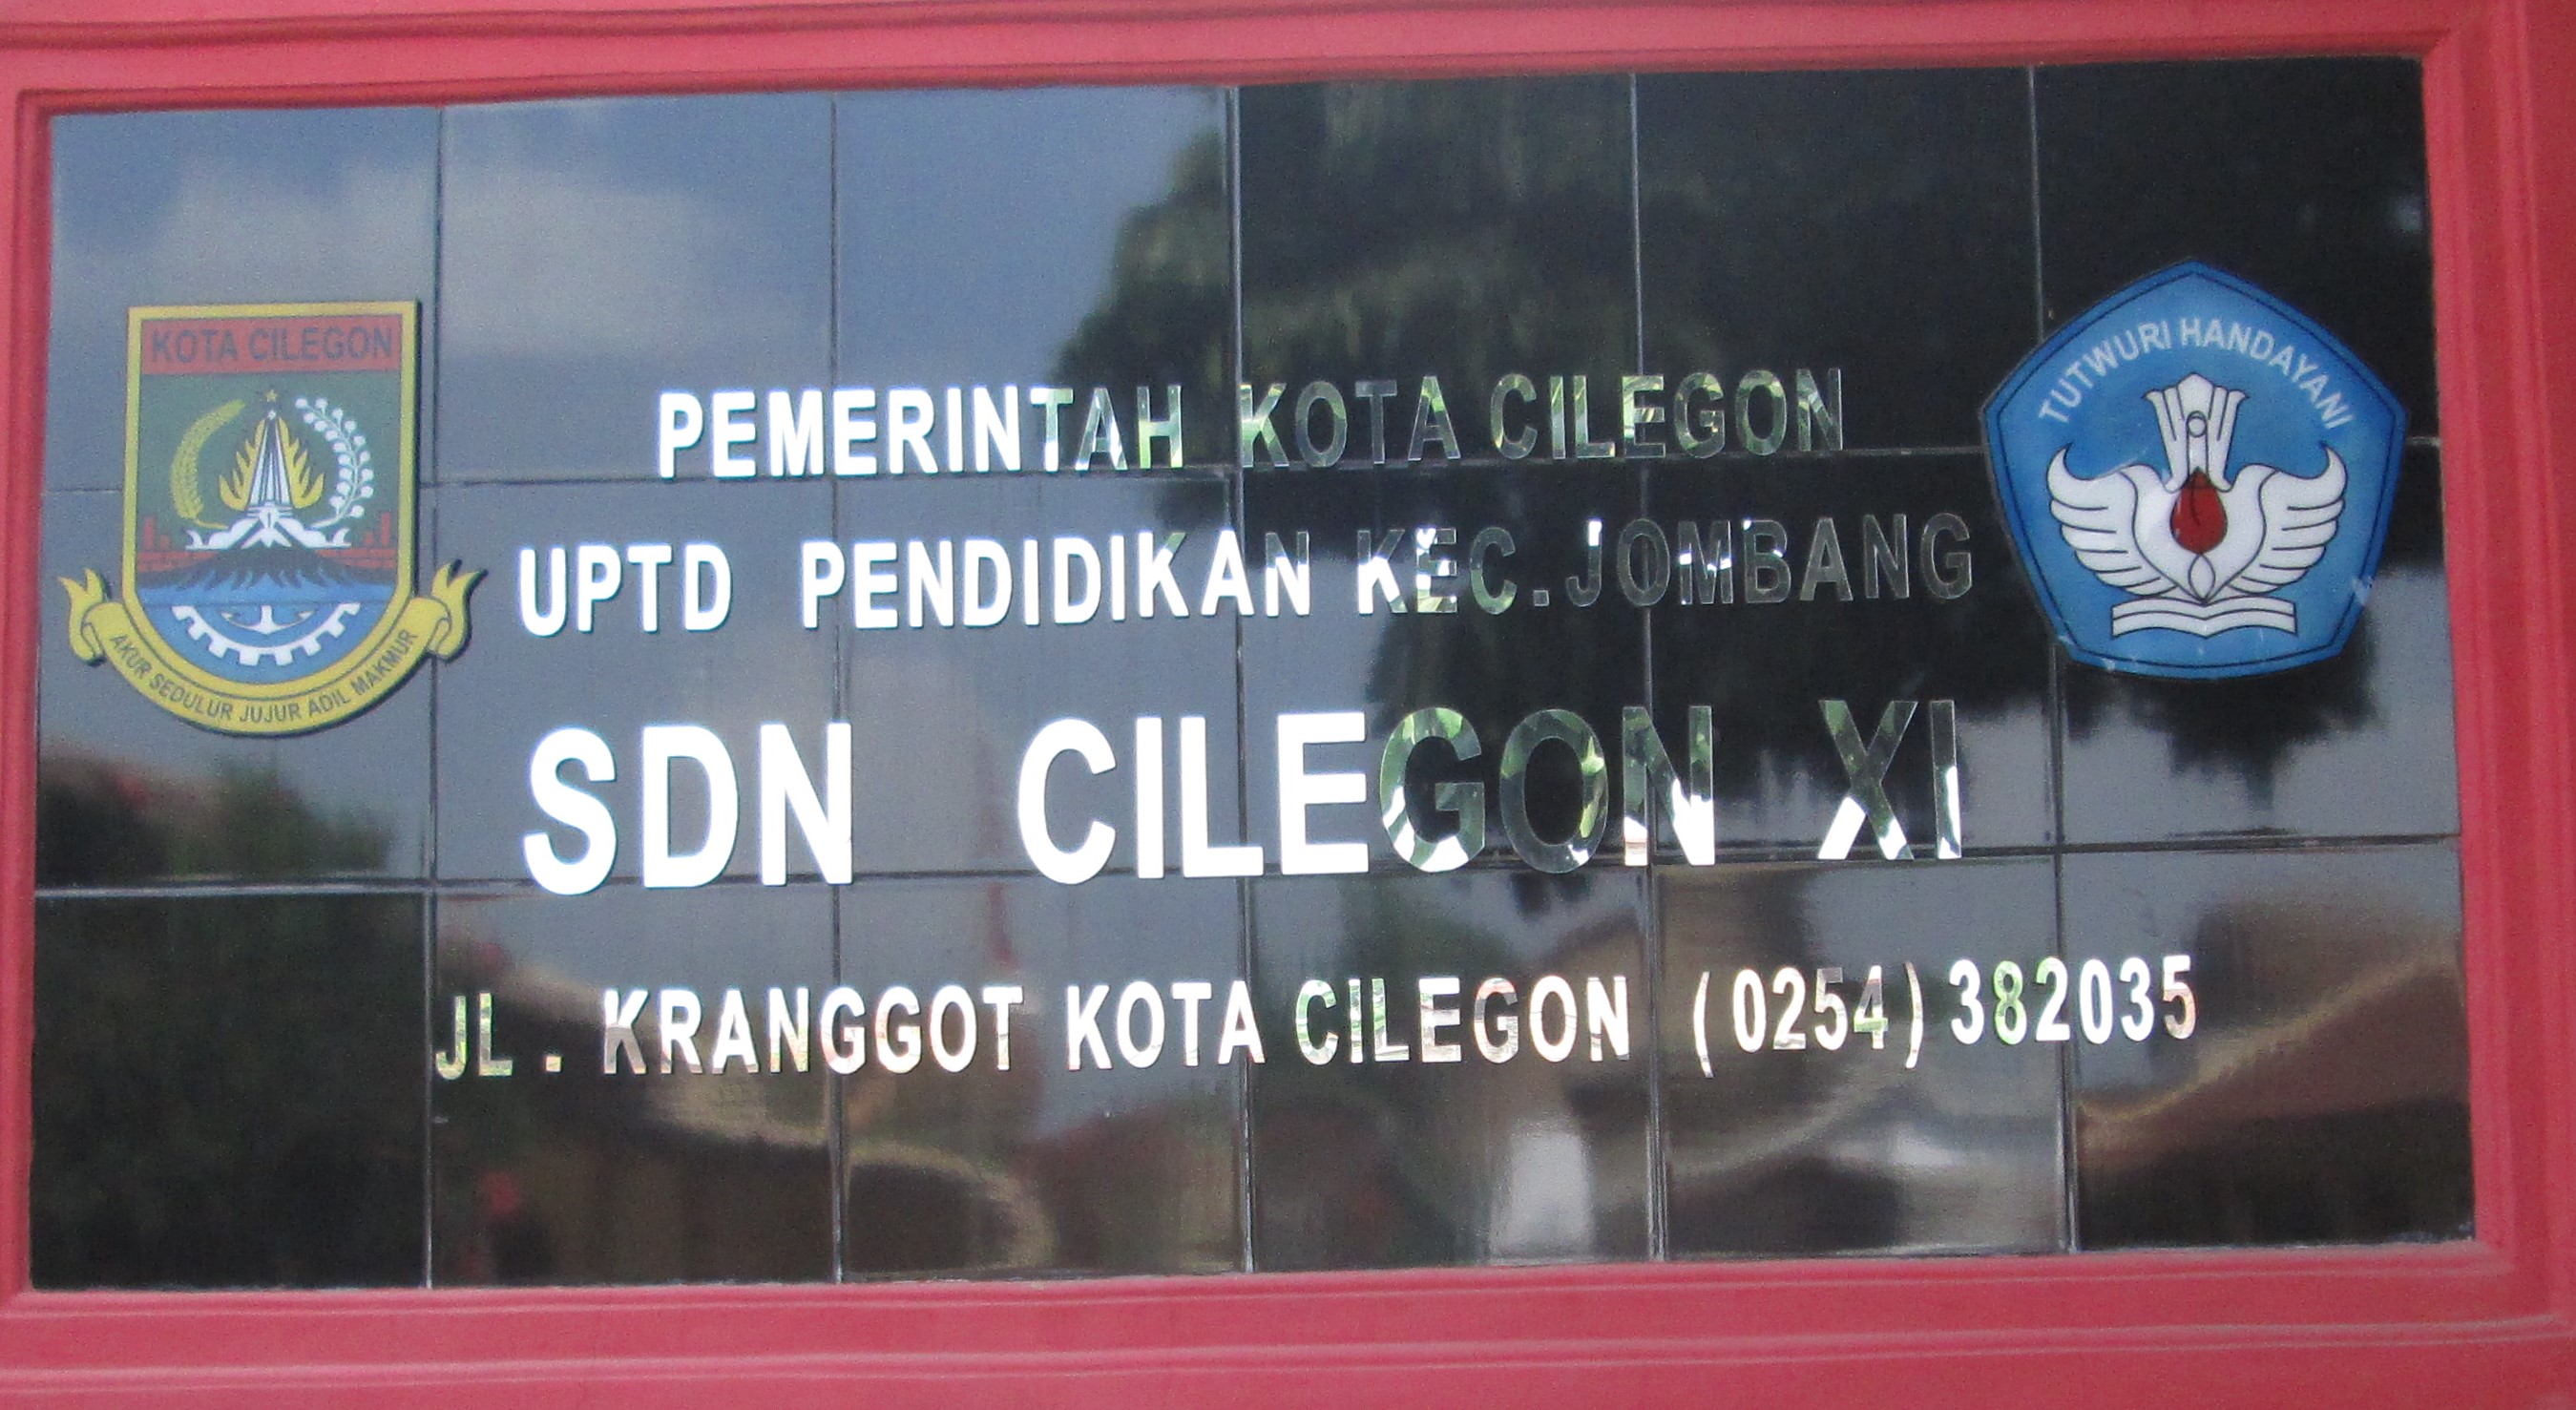 KOTA CILEGON
AKUR SEDULUR JUJUR ADIL MAKMUR
PEMERINTAH KOTA CILEGON
UPTD PENDIDIKAN KEC.JOMBANG
SDN CILEGON XI
JL . KRANGGOT KOTA CILEGON (0254) 382035
TUTWURI HANDAYANI